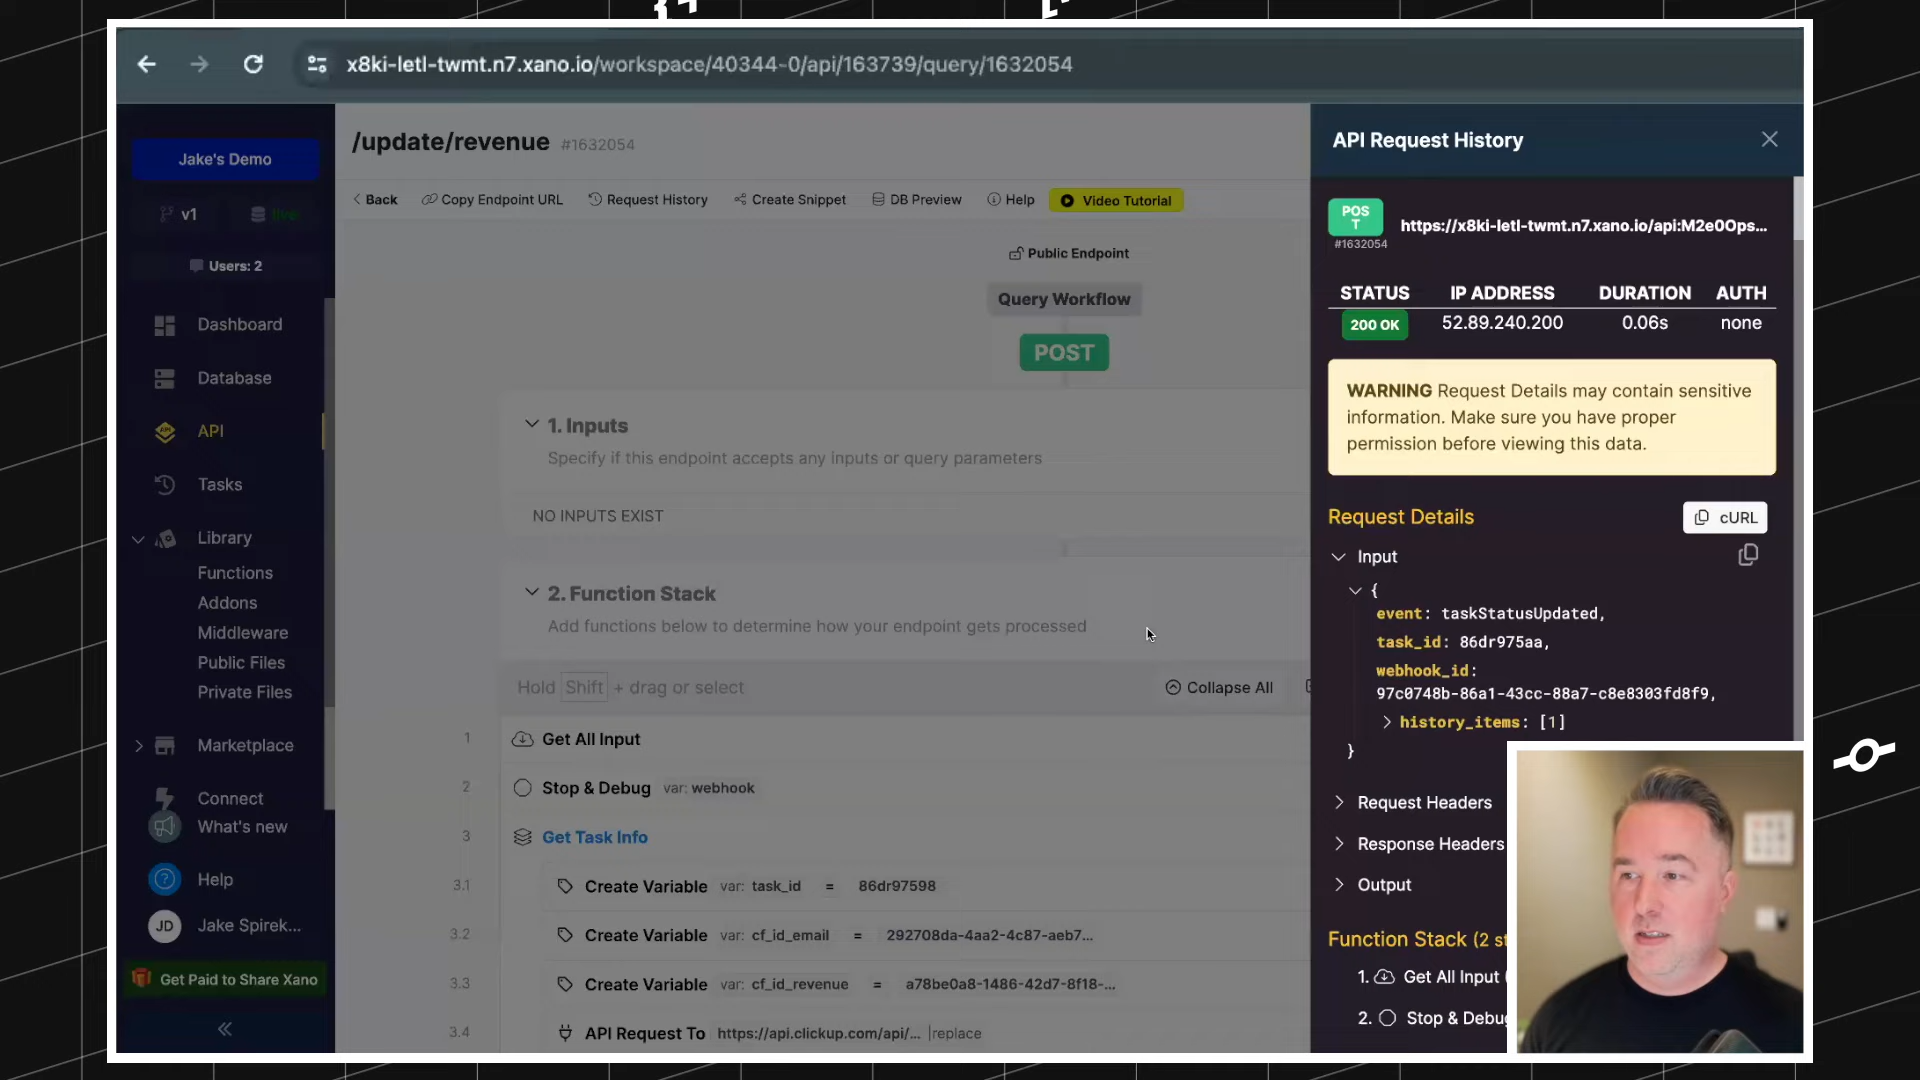 x8ki-letl-twmt.n7.xano.io/workspace/40344-0/api/163739/query/1632054
Jake's Demo
v1
live
Users: 2
Dashboard
Database
API
Tasks
Library
Functions
Addons
Middleware
Public Files
Private Files
Marketplace
Connect
What's new
Help
JD
Jake Spirek...
Get Paid to Share Xano
/update/revenue #1632054
Back
Copy Endpoint URL
Request History
Create Snippet
DB Preview
Help
Video Tutorial
Public Endpoint
Query Workflow
POST
1. Inputs
Specify if this endpoint accepts any inputs or query parameters
NO INPUTS EXIST
2. Function Stack
Add functions below to determine how your endpoint gets processed
Hold Shift + drag or select
Collapse All
1 Get All Input
2 Stop & Debug var: webhook
3 Get Task Info
3.1 Create Variable var: task_id = 86dr97598
3.2 Create Variable var: cf_id_email = 292708da-4aa2-4c87-aeb7...
3.3 Create Variable var: cf_id_revenue = a78be0a8-1486-42d7-8f18-...
3.4 API Request To https://api.clickup.com/api/... |replace
API Request History
POS
T
#1632054
https://x8ki-letl-twmt.n7.xano.io/api:M2e0Ops...
STATUS IP ADDRESS DURATION AUTH
200 OK 52.89.240.200 0.06s none
WARNING Request Details may contain sensitive
information. Make sure you have proper
permission before viewing this data.
Request Details
cURL
Input
{
event: taskStatusUpdated,
task_id: 86dr975aa,
webhook_id:
97c0748b-86a1-43cc-88a7-c8e8303fd8f9,
history_items: [1]
}
Request Headers
Response Headers
Output
Function Stack (2 st
1. Get All Input (
2. Stop & Debug